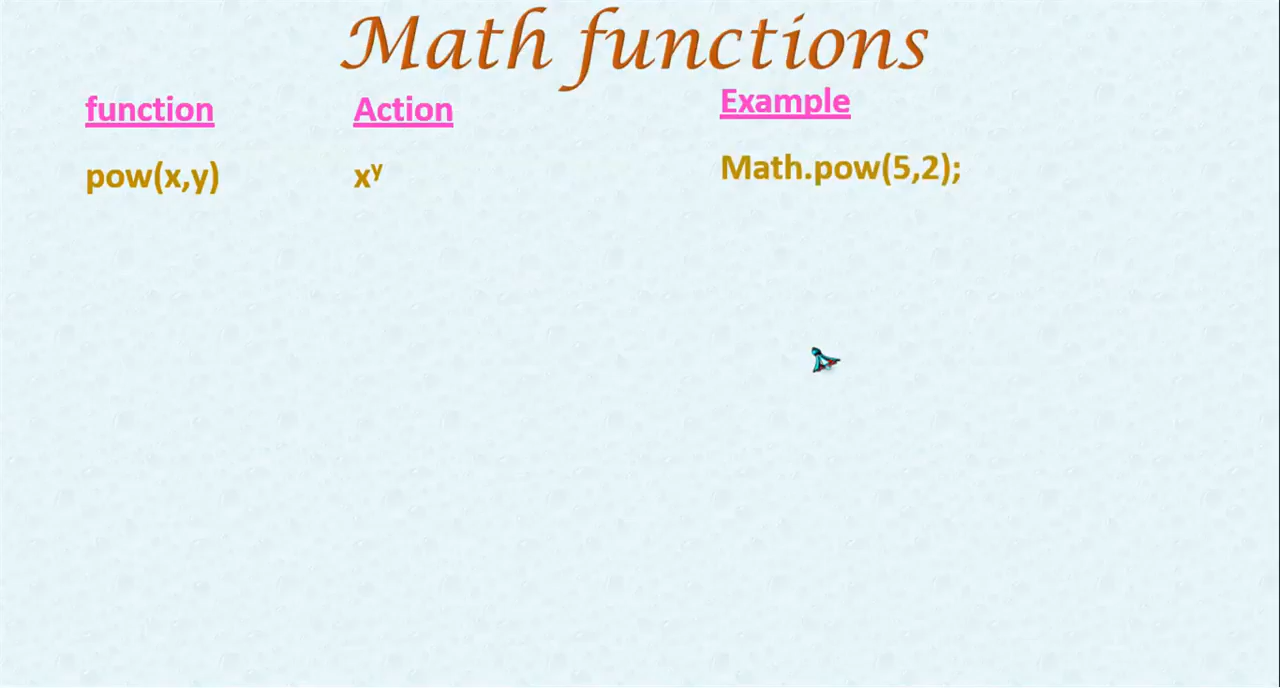 Math functions
function Action Example
pow(x,y) xʸ Math.pow(5,2);